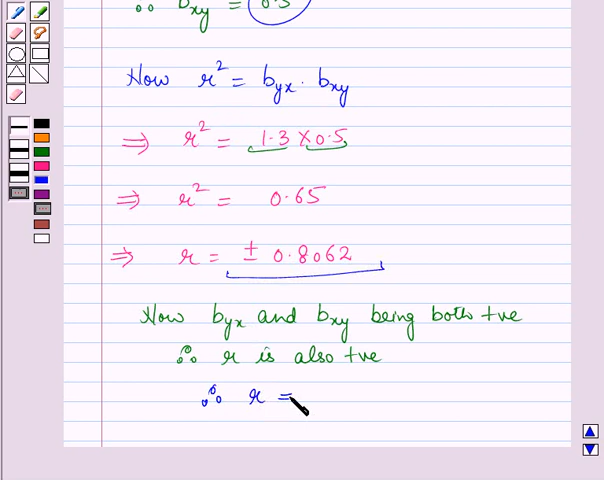 ∴ bxy = 0.5
Now r² = byx · bxy
⇒ r² = 1.3 × 0.5
⇒ r² = 0.65
⇒ r = ± 0.8062
Now byx and bxy being both +ve
∴ r is also +ve
∴ r =